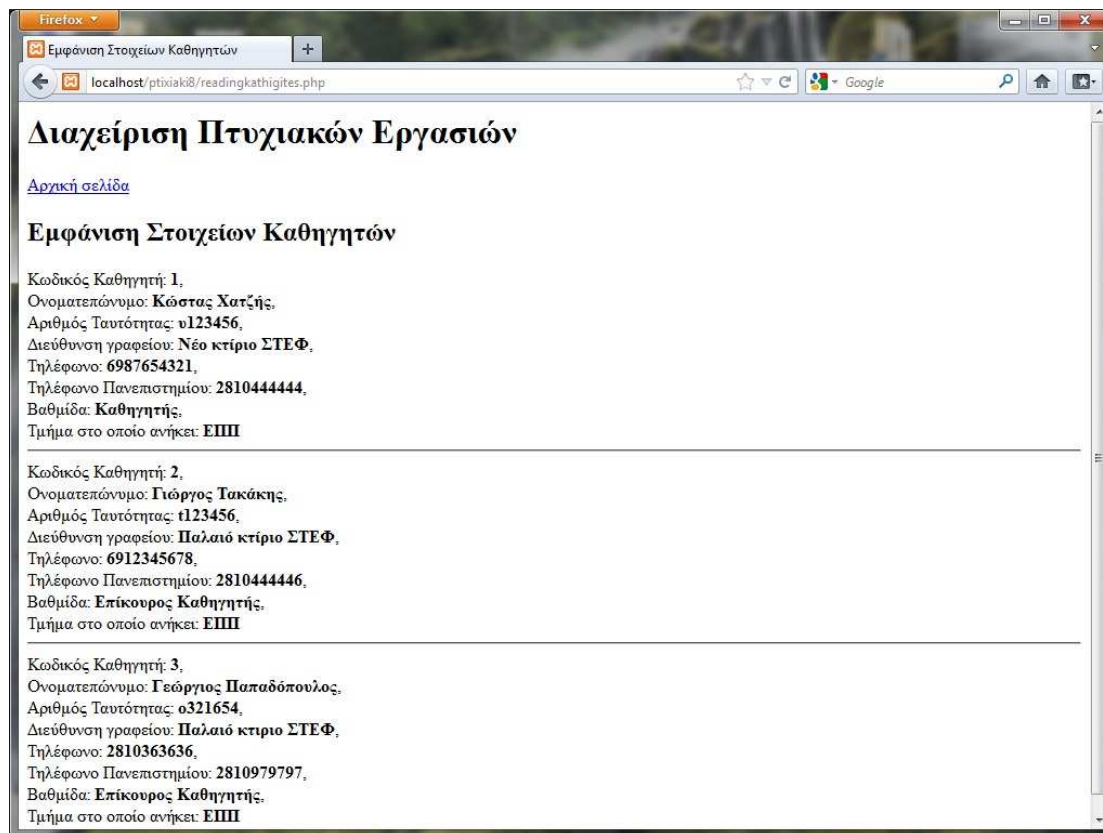 Firefox
Εμφάνιση Στοιχείων Καθηγητών
localhost/ptixiaki8/readingkathigites.php
Google
Διαχείριση Πτυχιακών Εργασιών
Αρχική σελίδα
Εμφάνιση Στοιχείων Καθηγητών
Κωδικός Καθηγητή: 1,
Ονοματεπώνυμο: Κώστας Χατζής,
Αριθμός Ταυτότητας: υ123456,
Διεύθυνση γραφείου: Νέο κτίριο ΣΤΕΦ,
Τηλέφωνο: 6987654321,
Τηλέφωνο Πανεπιστημίου: 2810444444,
Βαθμίδα: Καθηγητής,
Τμήμα στο οποίο ανήκει: ΕΠΠ
Κωδικός Καθηγητή: 2,
Ονοματεπώνυμο: Γιώργος Τακάκης,
Αριθμός Ταυτότητας: t123456,
Διεύθυνση γραφείου: Παλαιό κτίριο ΣΤΕΦ,
Τηλέφωνο: 6912345678,
Τηλέφωνο Πανεπιστημίου: 2810444446,
Βαθμίδα: Επίκουρος Καθηγητής,
Τμήμα στο οποίο ανήκει: ΕΠΠ
Κωδικός Καθηγητή: 3,
Ονοματεπώνυμο: Γεώργιος Παπαδόπουλος,
Αριθμός Ταυτότητας: ο321654,
Διεύθυνση γραφείου: Παλαιό κτιριο ΣΤΕΦ,
Τηλέφωνο: 2810363636,
Τηλέφωνο Πανεπιστημίου: 2810979797,
Βαθμίδα: Επίκουρος Καθηγητής,
Τμήμα στο οποίο ανήκει: ΕΠΠ